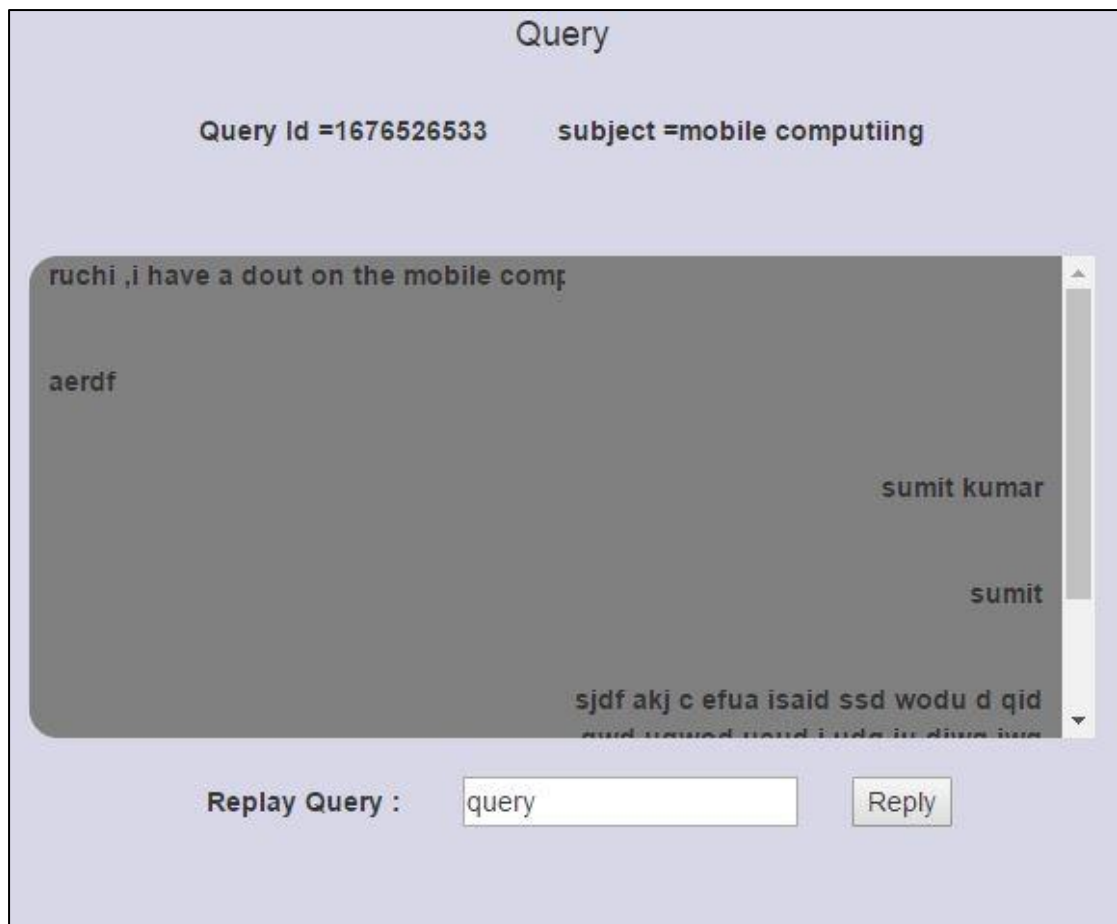 Query
Query Id =1676526533 subject =mobile computiing
ruchi ,i have a dout on the mobile comp
aerdf
sumit kumar
sumit
sjdf akj c efua isaid ssd wodu d qid
Replay Query : query Reply